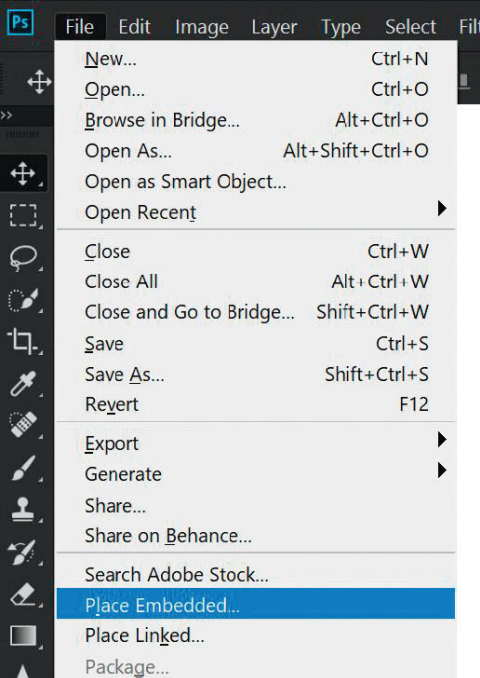 Ps File Edit Image Layer Type Select Filt
New... Ctrl+N
Open... Ctrl+O
Browse in Bridge... Alt+Ctrl+O
Open As... Alt+Shift+Ctrl+O
Open as Smart Object...
Open Recent
Close Ctrl+W
Close All Alt+Ctrl+W
Close and Go to Bridge... Shift+Ctrl+W
Save Ctrl+S
Save As... Shift+Ctrl+S
Revert F12
Export
Generate
Share...
Share on Behance...
Search Adobe Stock...
Place Embedded...
Place Linked...
Package...